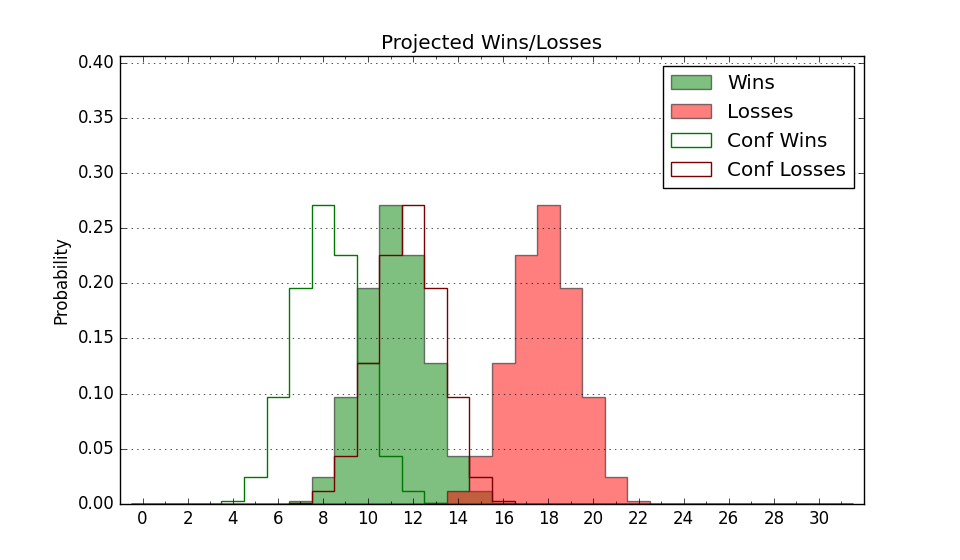 Projected Wins/Losses
0.40
0.35
0.30
0.25
0.20
0.15
0.10
0.05
0.00
Probability
Wins
Losses
Conf Wins
Conf Losses
0 2 4 6 8 10 12 14 16 18 20 22 24 26 28 30